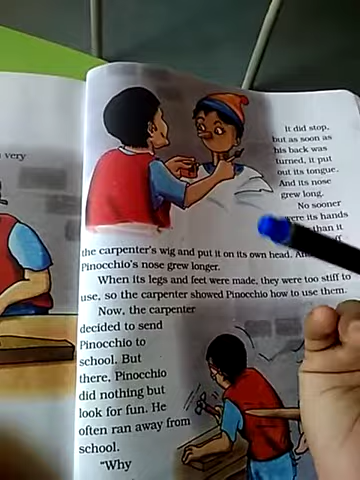 very
It did stop,
but as soon as
his back was
turned, it put
out its tongue.
And its nose
grew long.
No sooner
were its hands
than it
the carpenter's wig and put it on its own head. And
Pinocchio's nose grew longer.
When its legs and feet were made, they were too stiff to
use, so the carpenter showed Pinocchio how to use them.
Now, the carpenter
decided to send
Pinocchio to
school. But
there, Pinocchio
did nothing but
look for fun. He
often ran away from
school.
"Why